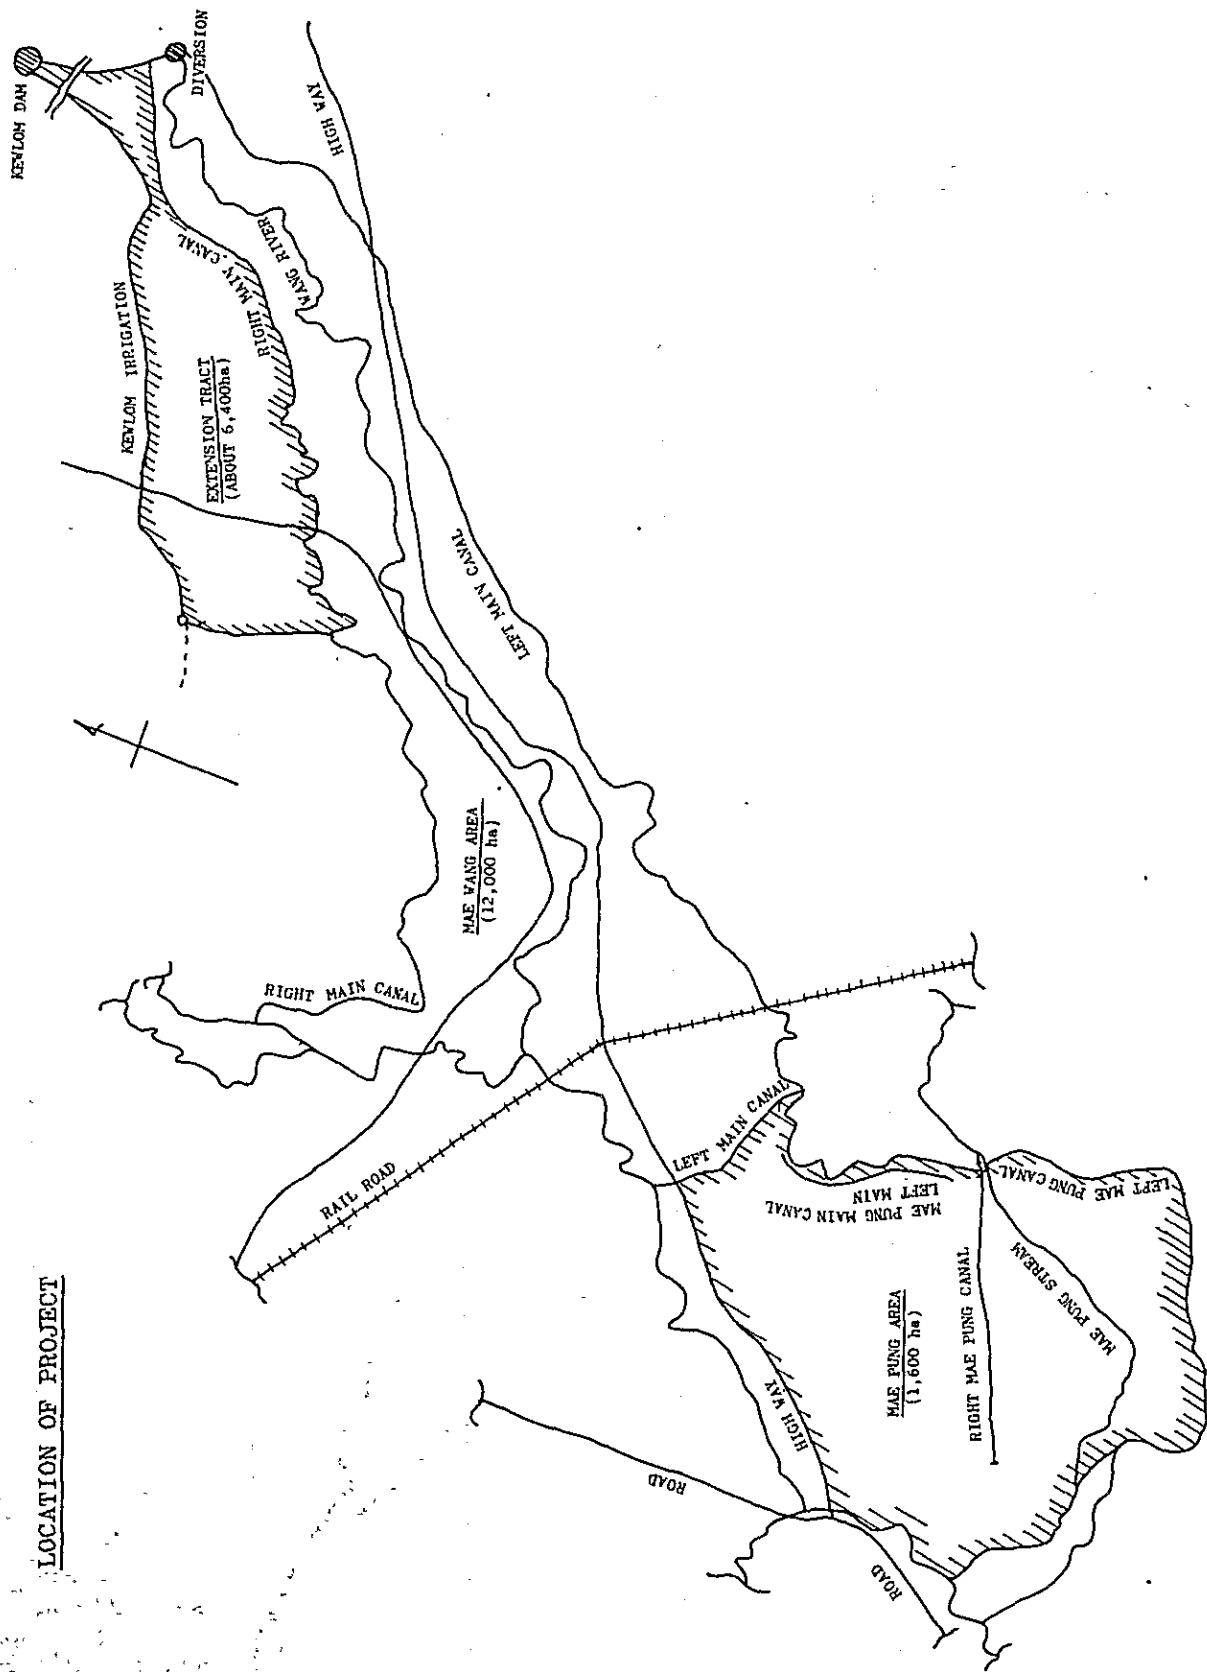 LOCATION OF PROJECT
KEWLOM DAM
DIVERSION
HIGH WAY
KEWLOM IRRIGATION
RIGHT MAIN CANAL
WANG RIVER
EXTENSION TRACT
(ABOUT 6,400ha)
LEFT MAIN CANAL
MAE WANG AREA
(12,000 ha)
RIGHT MAIN CANAL
RAIL ROAD
LEFT MAIN CANAL
LEFT MAIN
MAE PUNG MAIN CANAL
LEFT MAE PUNG CANAL
RIGHT MAE PUNG CANAL
MAE PUNG STREAM
MAE PUNG AREA
(1,600 ha)
HIGH WAY
ROAD
ROAD